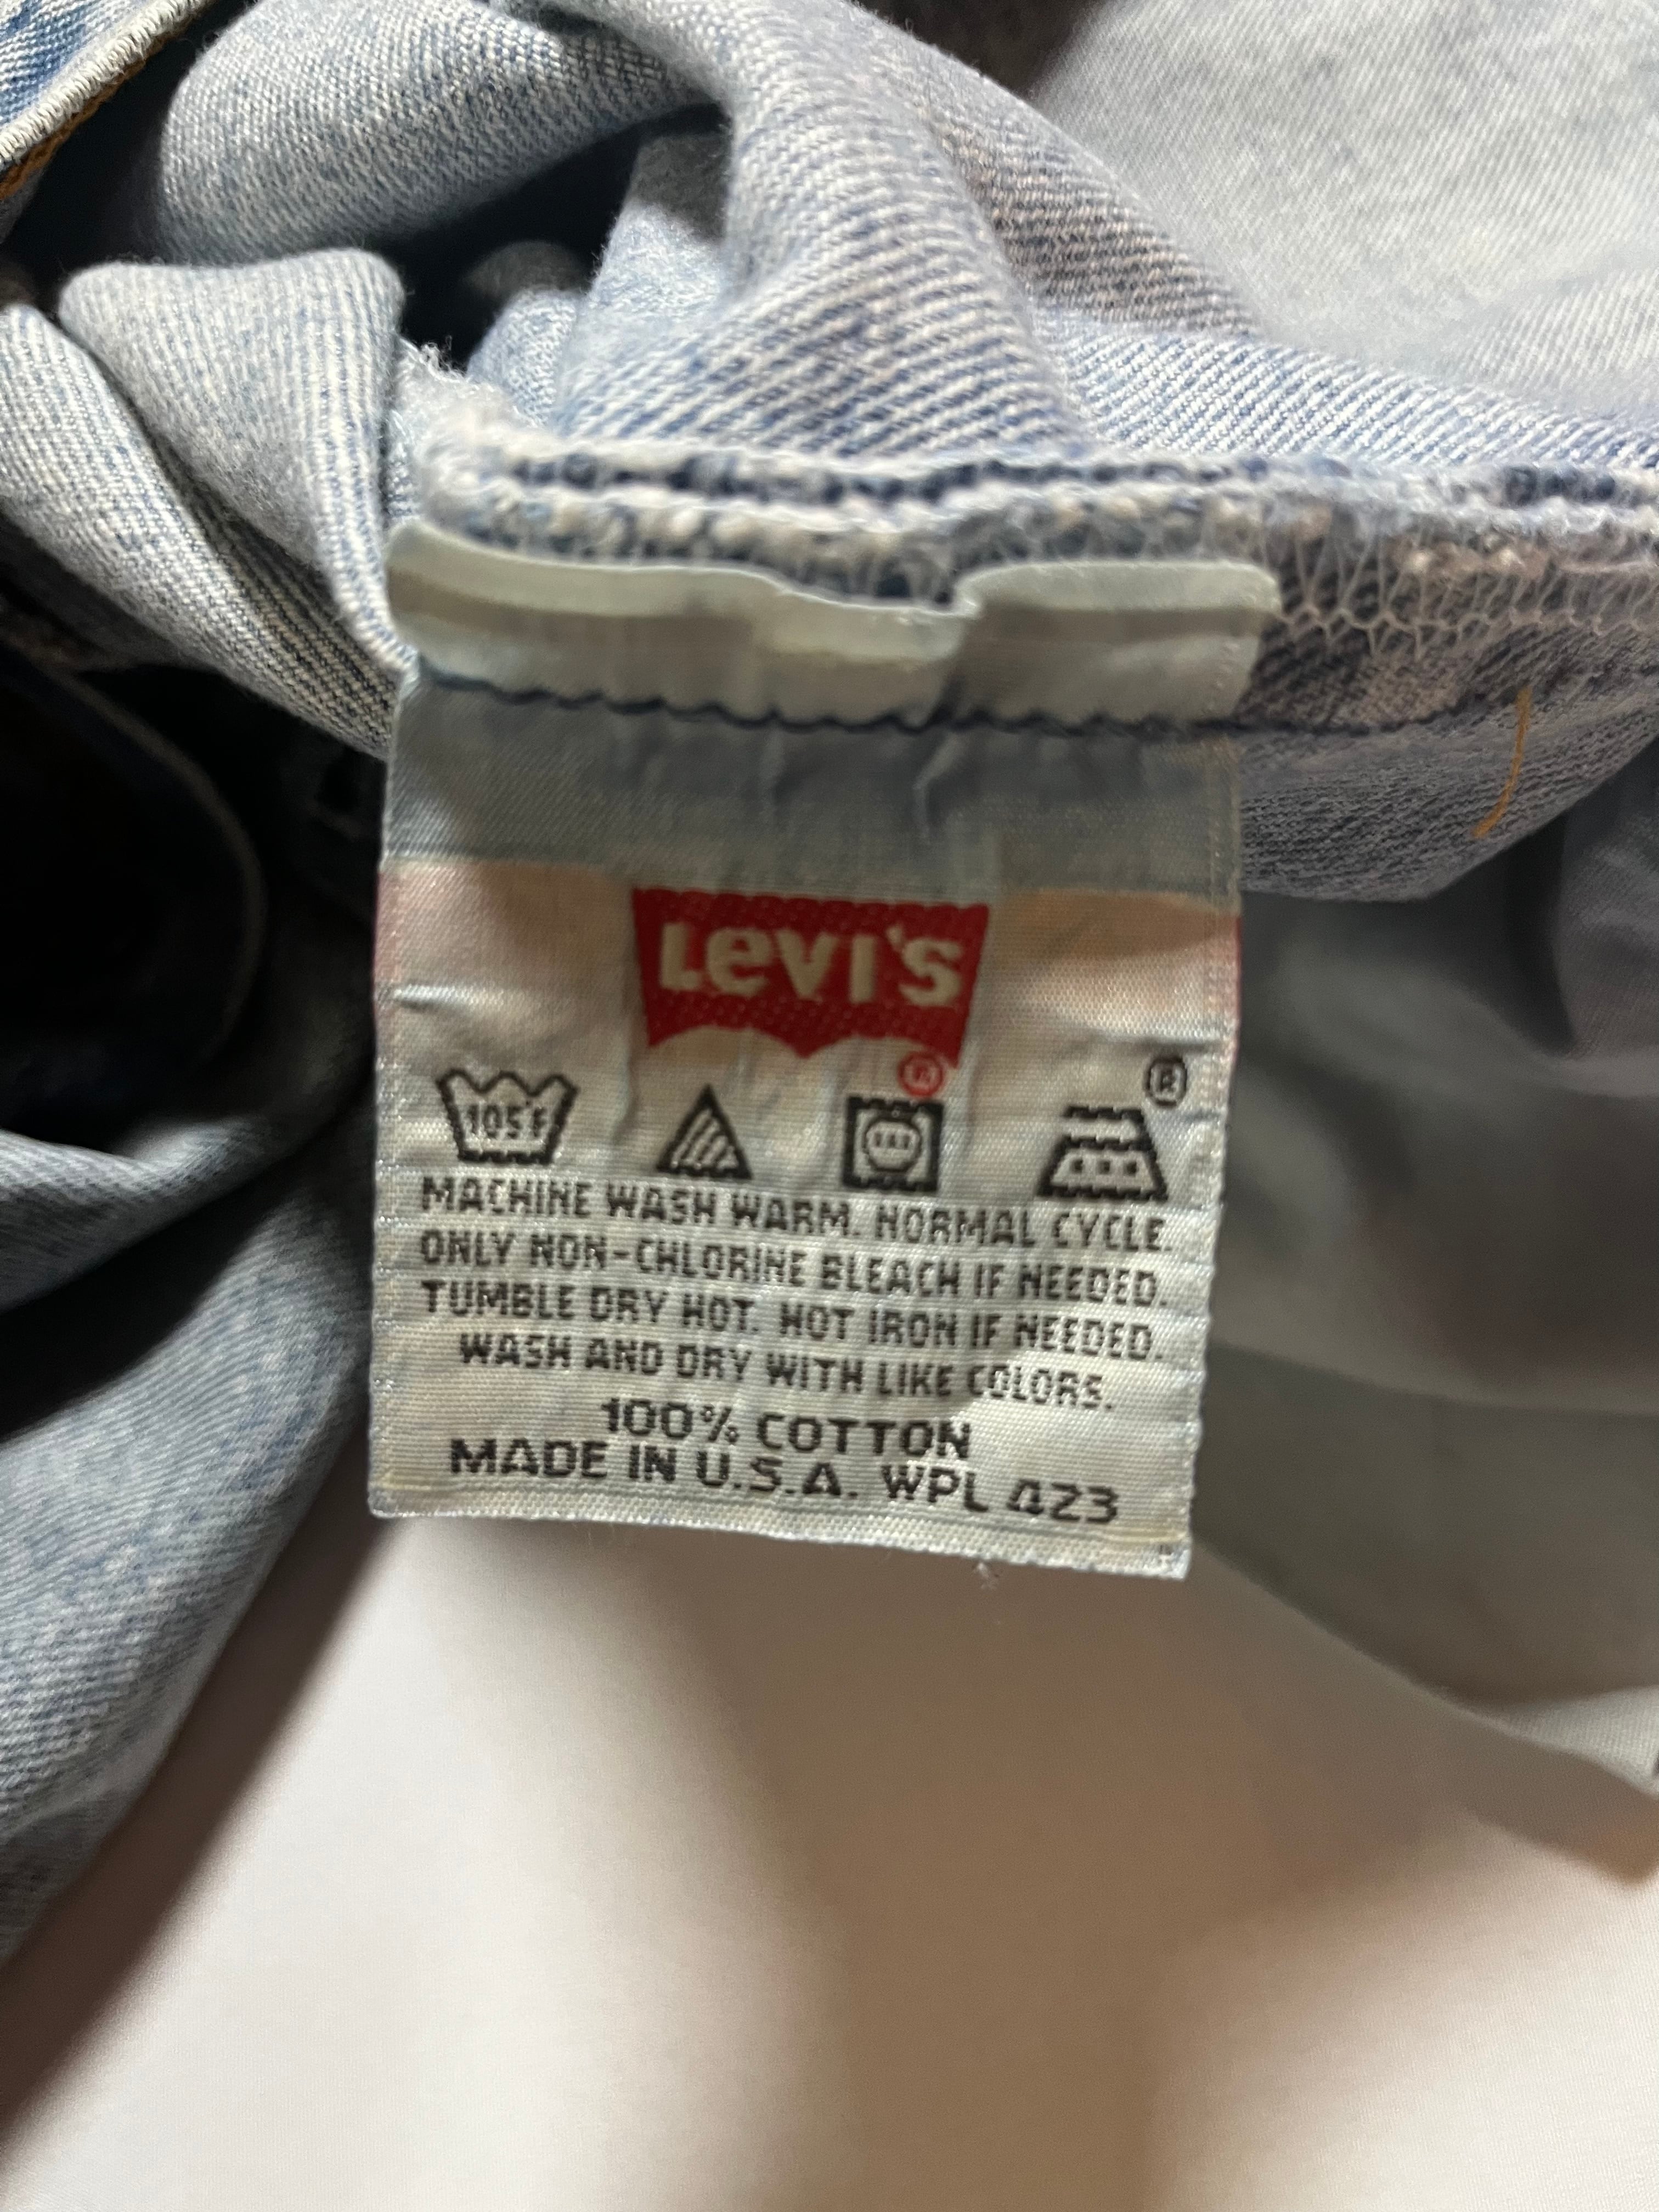 Levi's
®
®
105°F
MACHINE WASH WARM. NORMAL CYCLE.
ONLY NON-CHLORINE BLEACH IF NEEDED.
TUMBLE DRY HOT. HOT IRON IF NEEDED.
WASH AND DRY WITH LIKE COLORS.
100% COTTON
MADE IN U.S.A. WPL 423